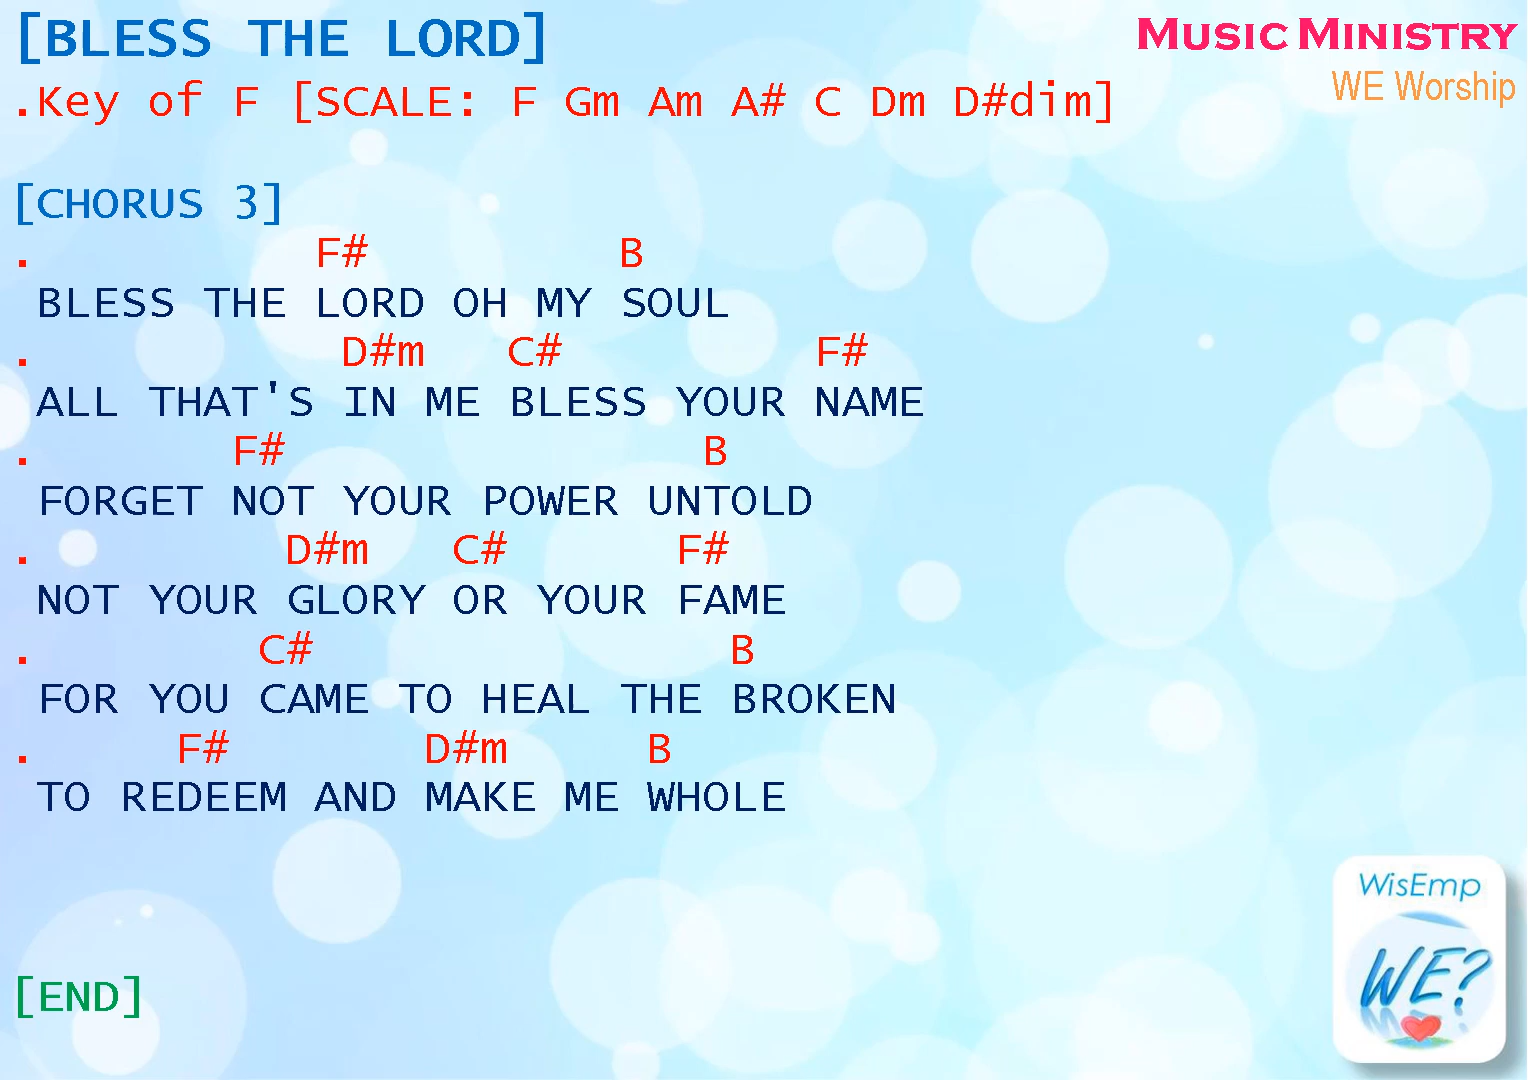 [BLESS THE LORD]
MUSIC MINISTRY
WE Worship
.Key of F [SCALE: F Gm Am A# C Dm D#dim]
[CHORUS 3]
.          F#         B
BLESS THE LORD OH MY SOUL
.           D#m   C#         F#
ALL THAT'S IN ME BLESS YOUR NAME
.       F#               B
FORGET NOT YOUR POWER UNTOLD
.         D#m   C#      F#
NOT YOUR GLORY OR YOUR FAME
.        C#               B
FOR YOU CAME TO HEAL THE BROKEN
.     F#       D#m     B
TO REDEEM AND MAKE ME WHOLE
[END]
WisEmp
WE?